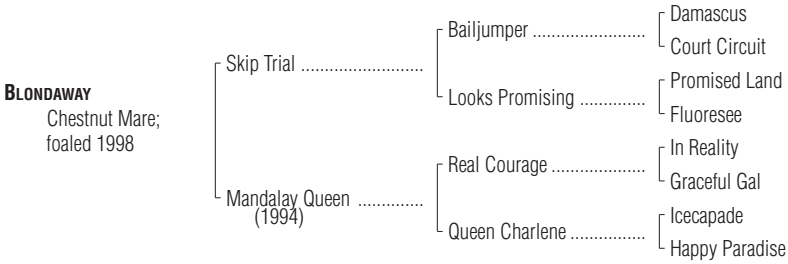 Damascus
Bailjumper ........................
Court Circuit
Skip Trial ..........................
Promised Land
Looks Promising ..............
Fluoresee
BLONDAWAY
Chestnut Mare;
foaled 1998
In Reality
Real Courage ....................
Graceful Gal
Mandalay Queen ..............
(1994)
Icecapade
Queen Charlene ................
Happy Paradise